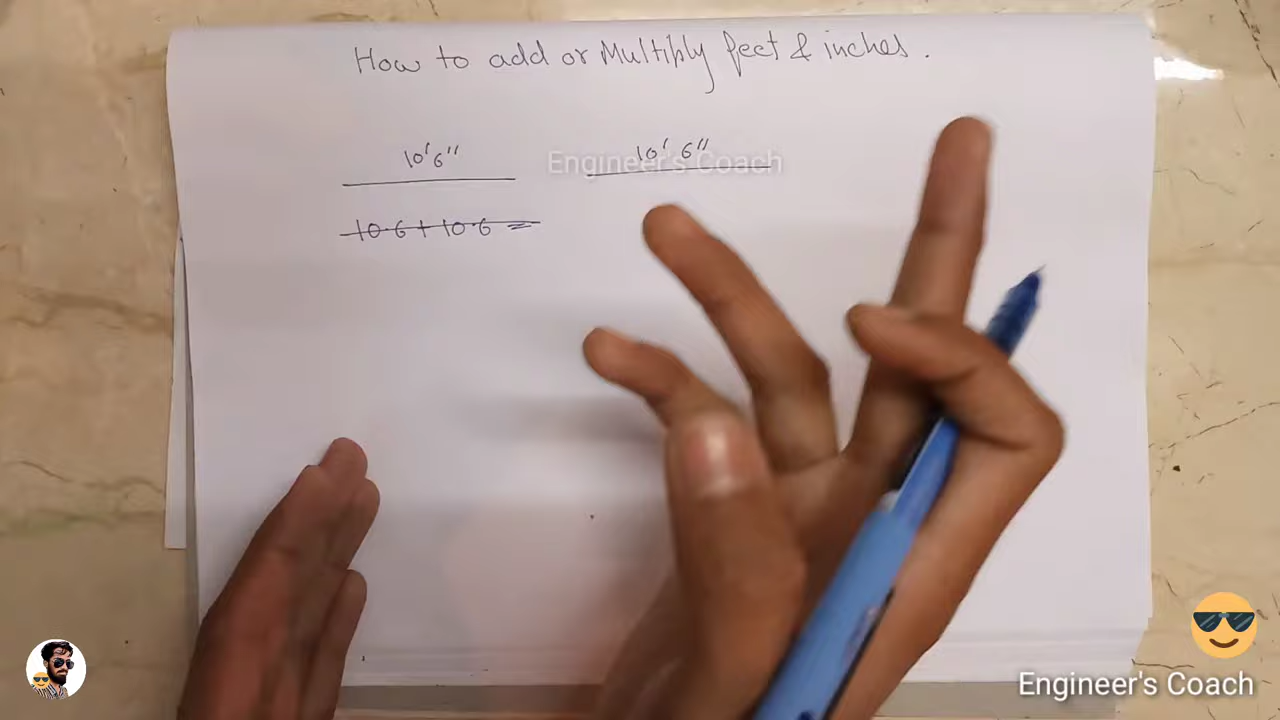 How to add or Multiply feet & inches.
10'6" 10' 6"
Engineer's Coach
10.6 + 10.6 =
Engineer's Coach